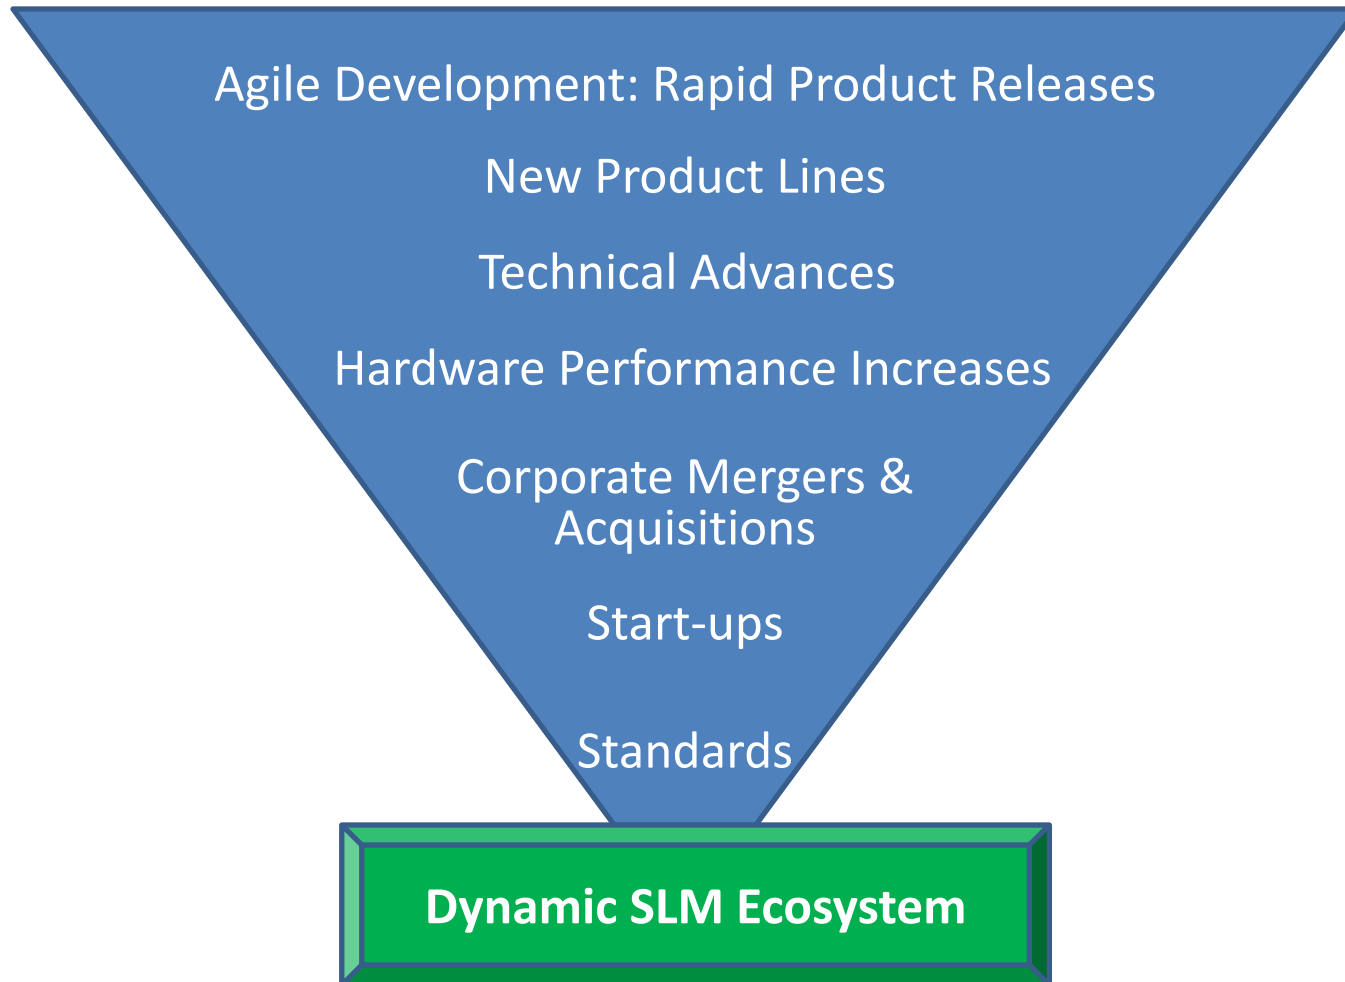 Agile Development: Rapid Product Releases
New Product Lines
Technical Advances
Hardware Performance Increases
Corporate Mergers &
Acquisitions
Start-ups
Standards
Dynamic SLM Ecosystem